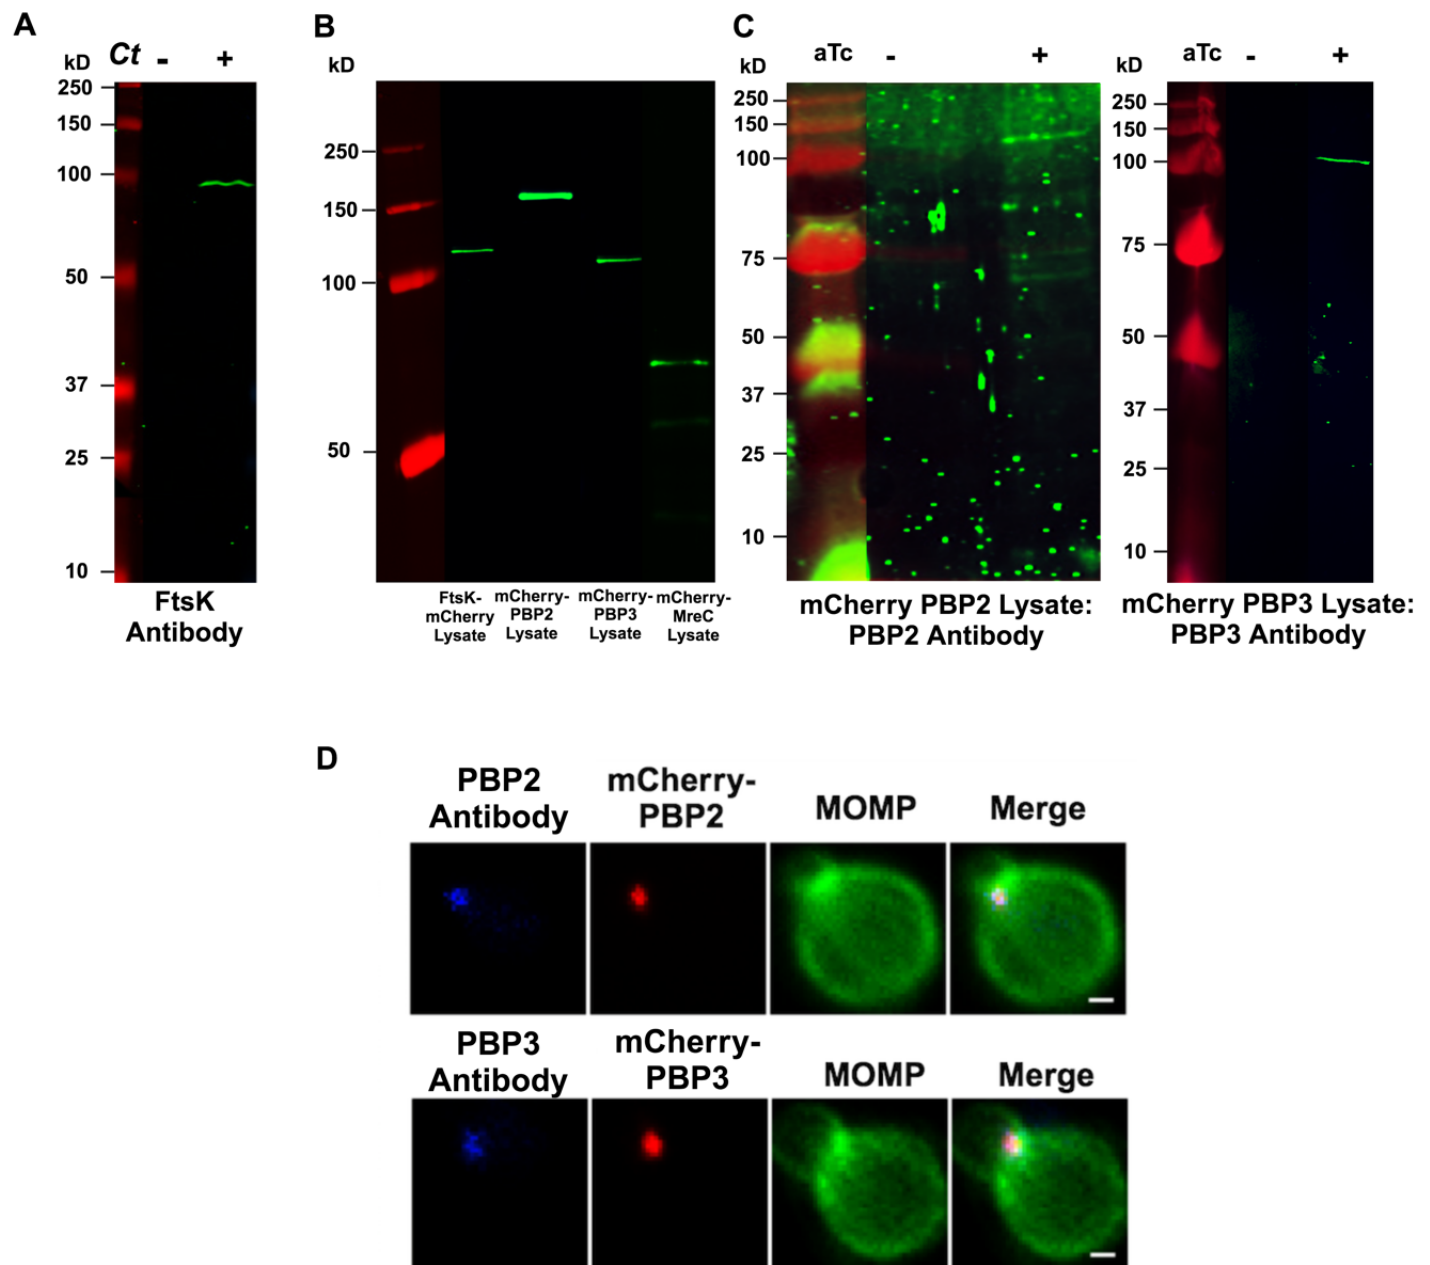 A
B
C
Ct - +
kD
250
150
100
50
37
25
10
FtsK
Antibody
kD
250
150
100
50
FtsK-
mCherry
Lysate
mCherry-
PBP2
Lysate
mCherry-
PBP3
Lysate
mCherry-
MreC
Lysate
aTc - +
kD
250
150
100
75
50
37
25
10
mCherry PBP2 Lysate:
PBP2 Antibody
aTc - +
kD
250
150
100
75
50
37
25
10
mCherry PBP3 Lysate:
PBP3 Antibody
D
PBP2
Antibody
mCherry-
PBP2
MOMP
Merge
PBP3
Antibody
mCherry-
PBP3
MOMP
Merge